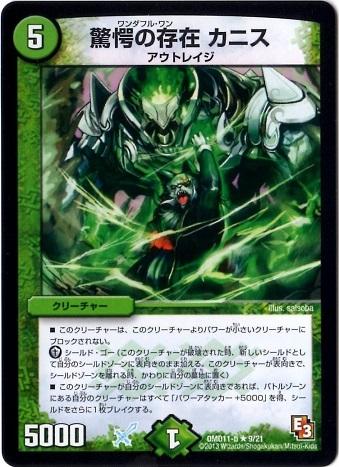 ワンダフル・ワン
5
驚愕の存在 カニス
アウトレイジ
illus. satsoba
クリーチャー
■ このクリーチャーは、このクリーチャーよりパワーが小さいクリーチャーに
ブロックされない。
シールド・ゴー(このクリーチャーが破壊された時、新しいシールドとして
自分のシールドゾーンに表向きのまま加える。このクリーチャーが表向きで、
シールドゾーンを離れる時、かわりに自分の墓地に置く)
■ このクリーチャーが自分のシールドゾーンに表向きであれば、バトルゾーン
にある自分のクリーチャーはすべて「パワーアタッカー+5000」を得、シー
ルドをさらに1枚ブレイクする。
5000
1
DMD11-b ★ 9/21
©2013 Wizards/Shogakukan/Mitsui-Kids
E3